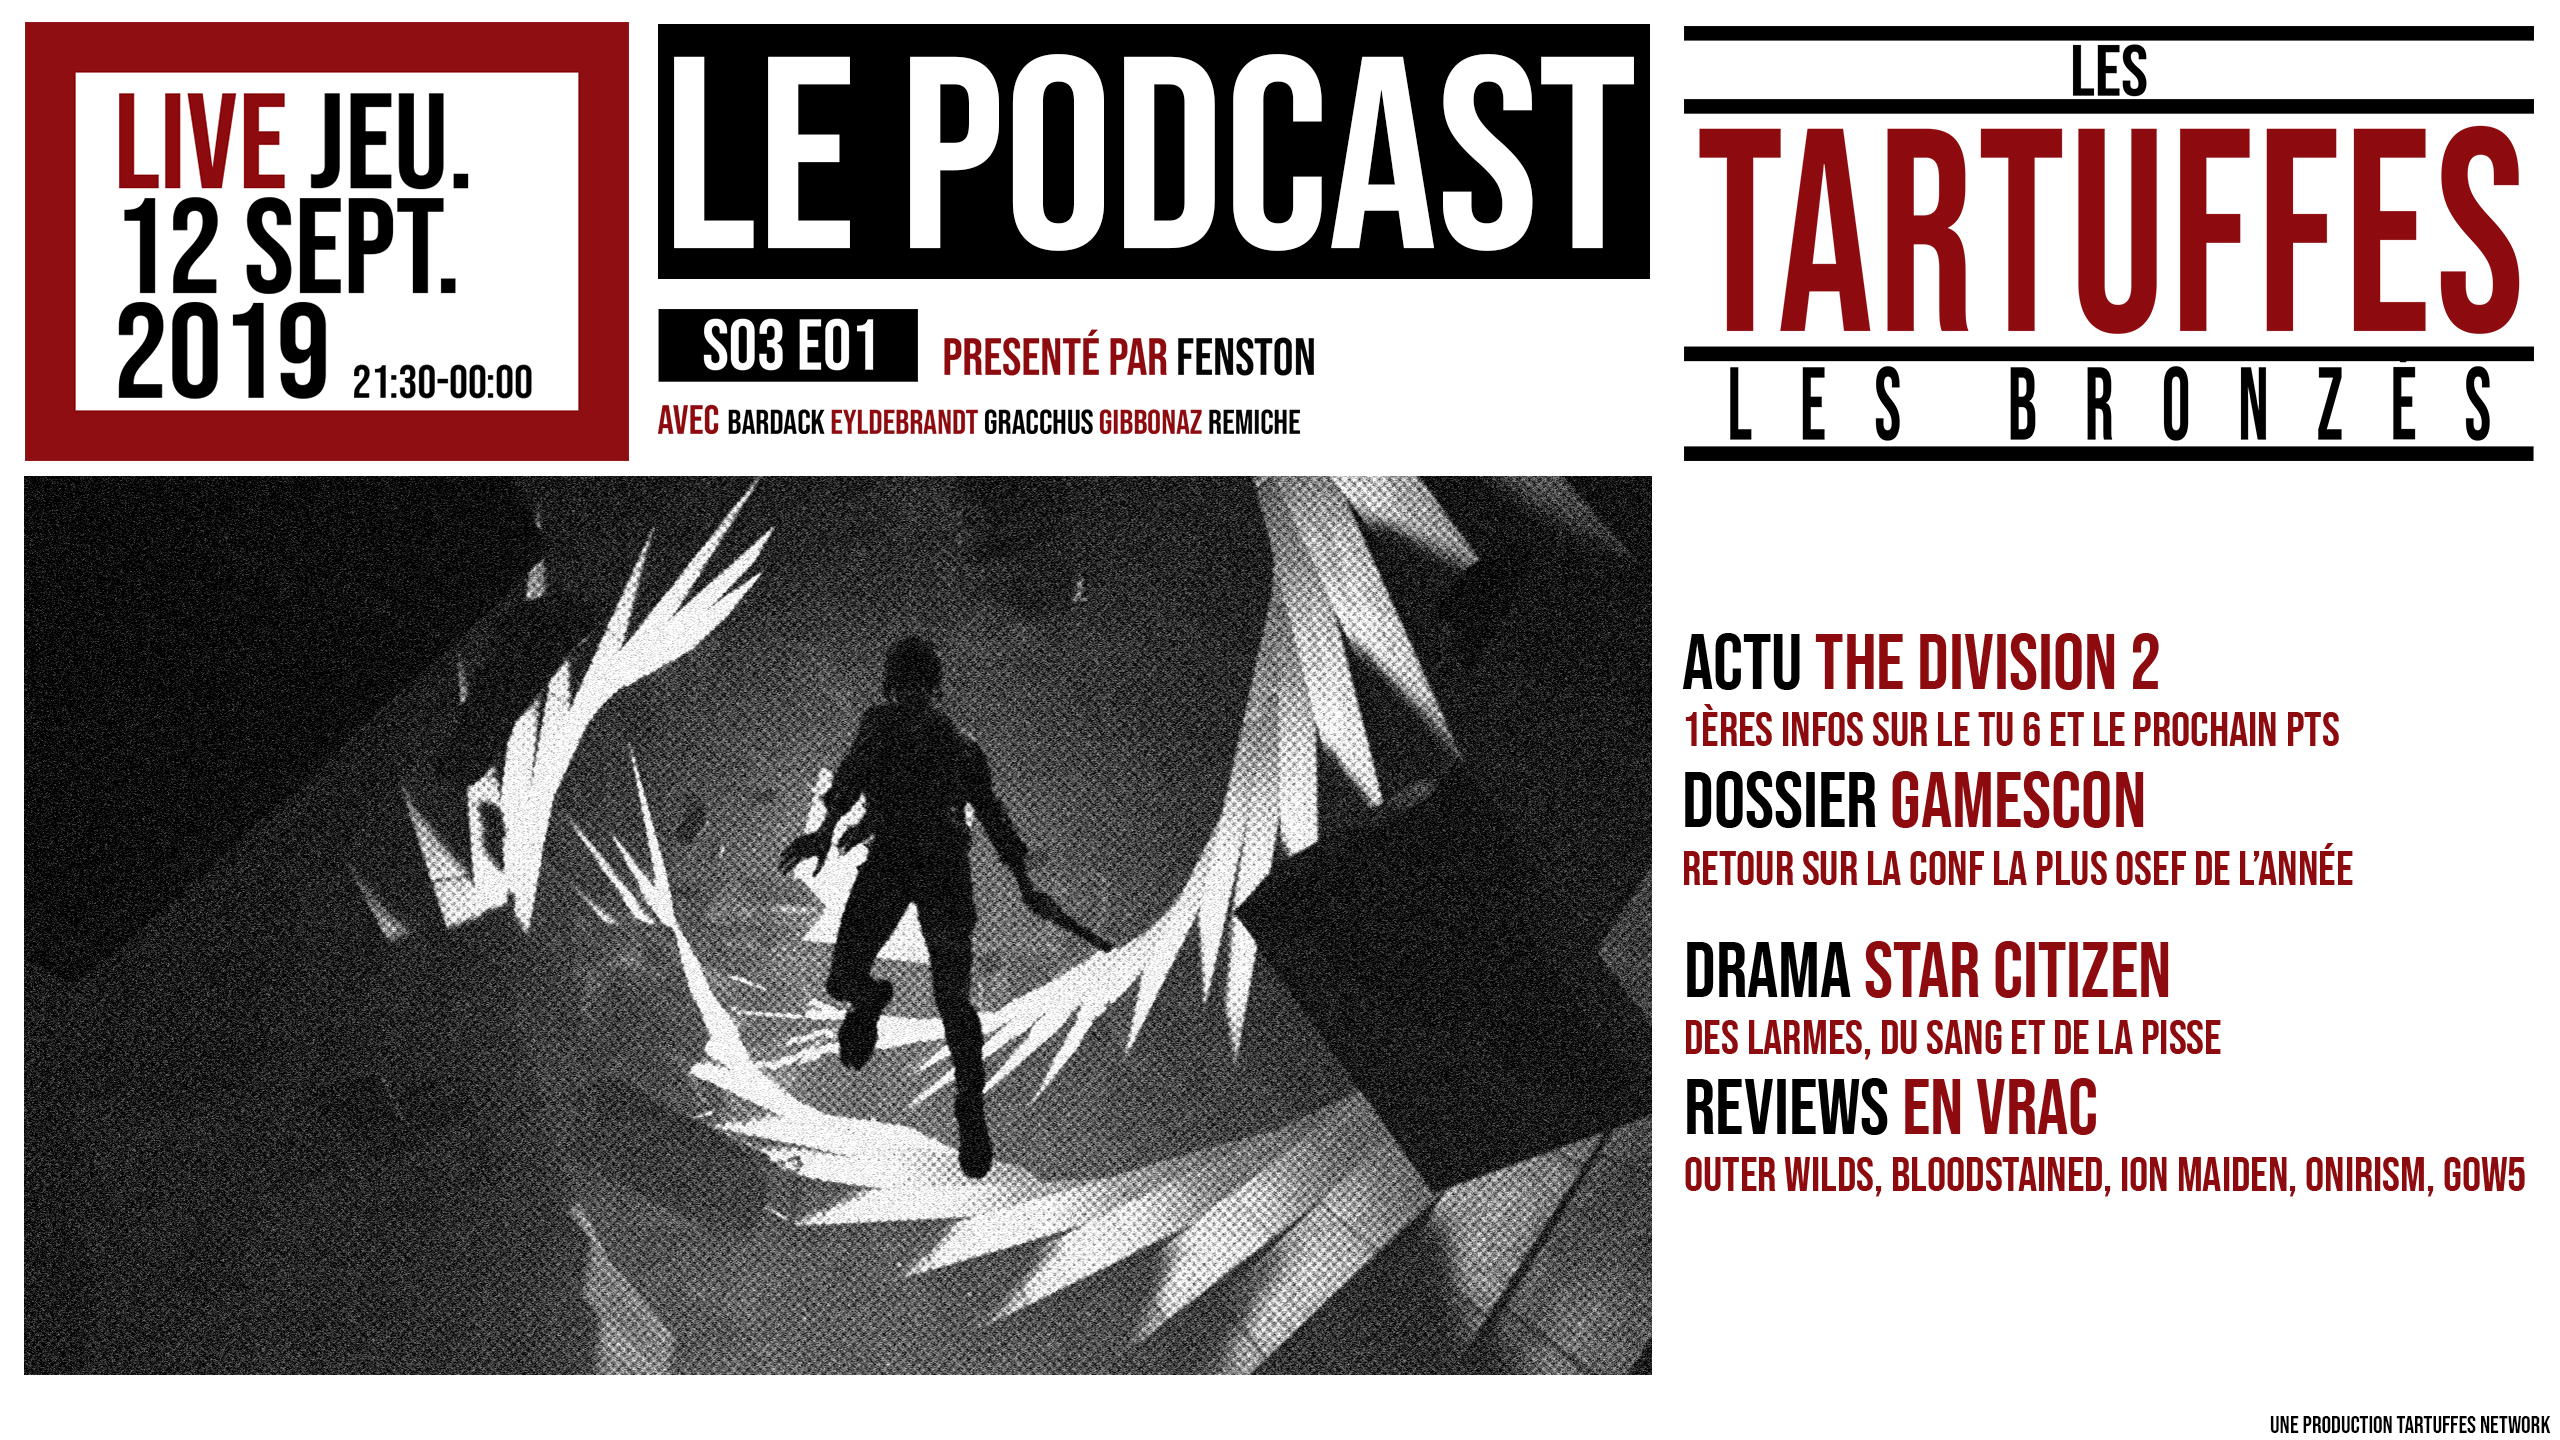 LIVE JEU.
12 SEPT.
2019 21:30-00:00
LE PODCAST
S03 E01 PRESENTÉ PAR FENSTON
AVEC BARDACK EYLDEBRANDT GRACCHUS GIBBONAZ REMICHE
LES
TARTUFFES
LES BRONZÉS
ACTU THE DIVISION 2
1ÈRES INFOS SUR LE TU 6 ET LE PROCHAIN PTS
DOSSIER GAMESCON
RETOUR SUR LA CONF LA PLUS OSEF DE L’ANNÉE
DRAMA STAR CITIZEN
DES LARMES, DU SANG ET DE LA PISSE
REVIEWS EN VRAC
OUTER WILDS, BLOODSTAINED, ION MAIDEN, ONIRISM, GOW5
UNE PRODUCTION TARTUFFES NETWORK